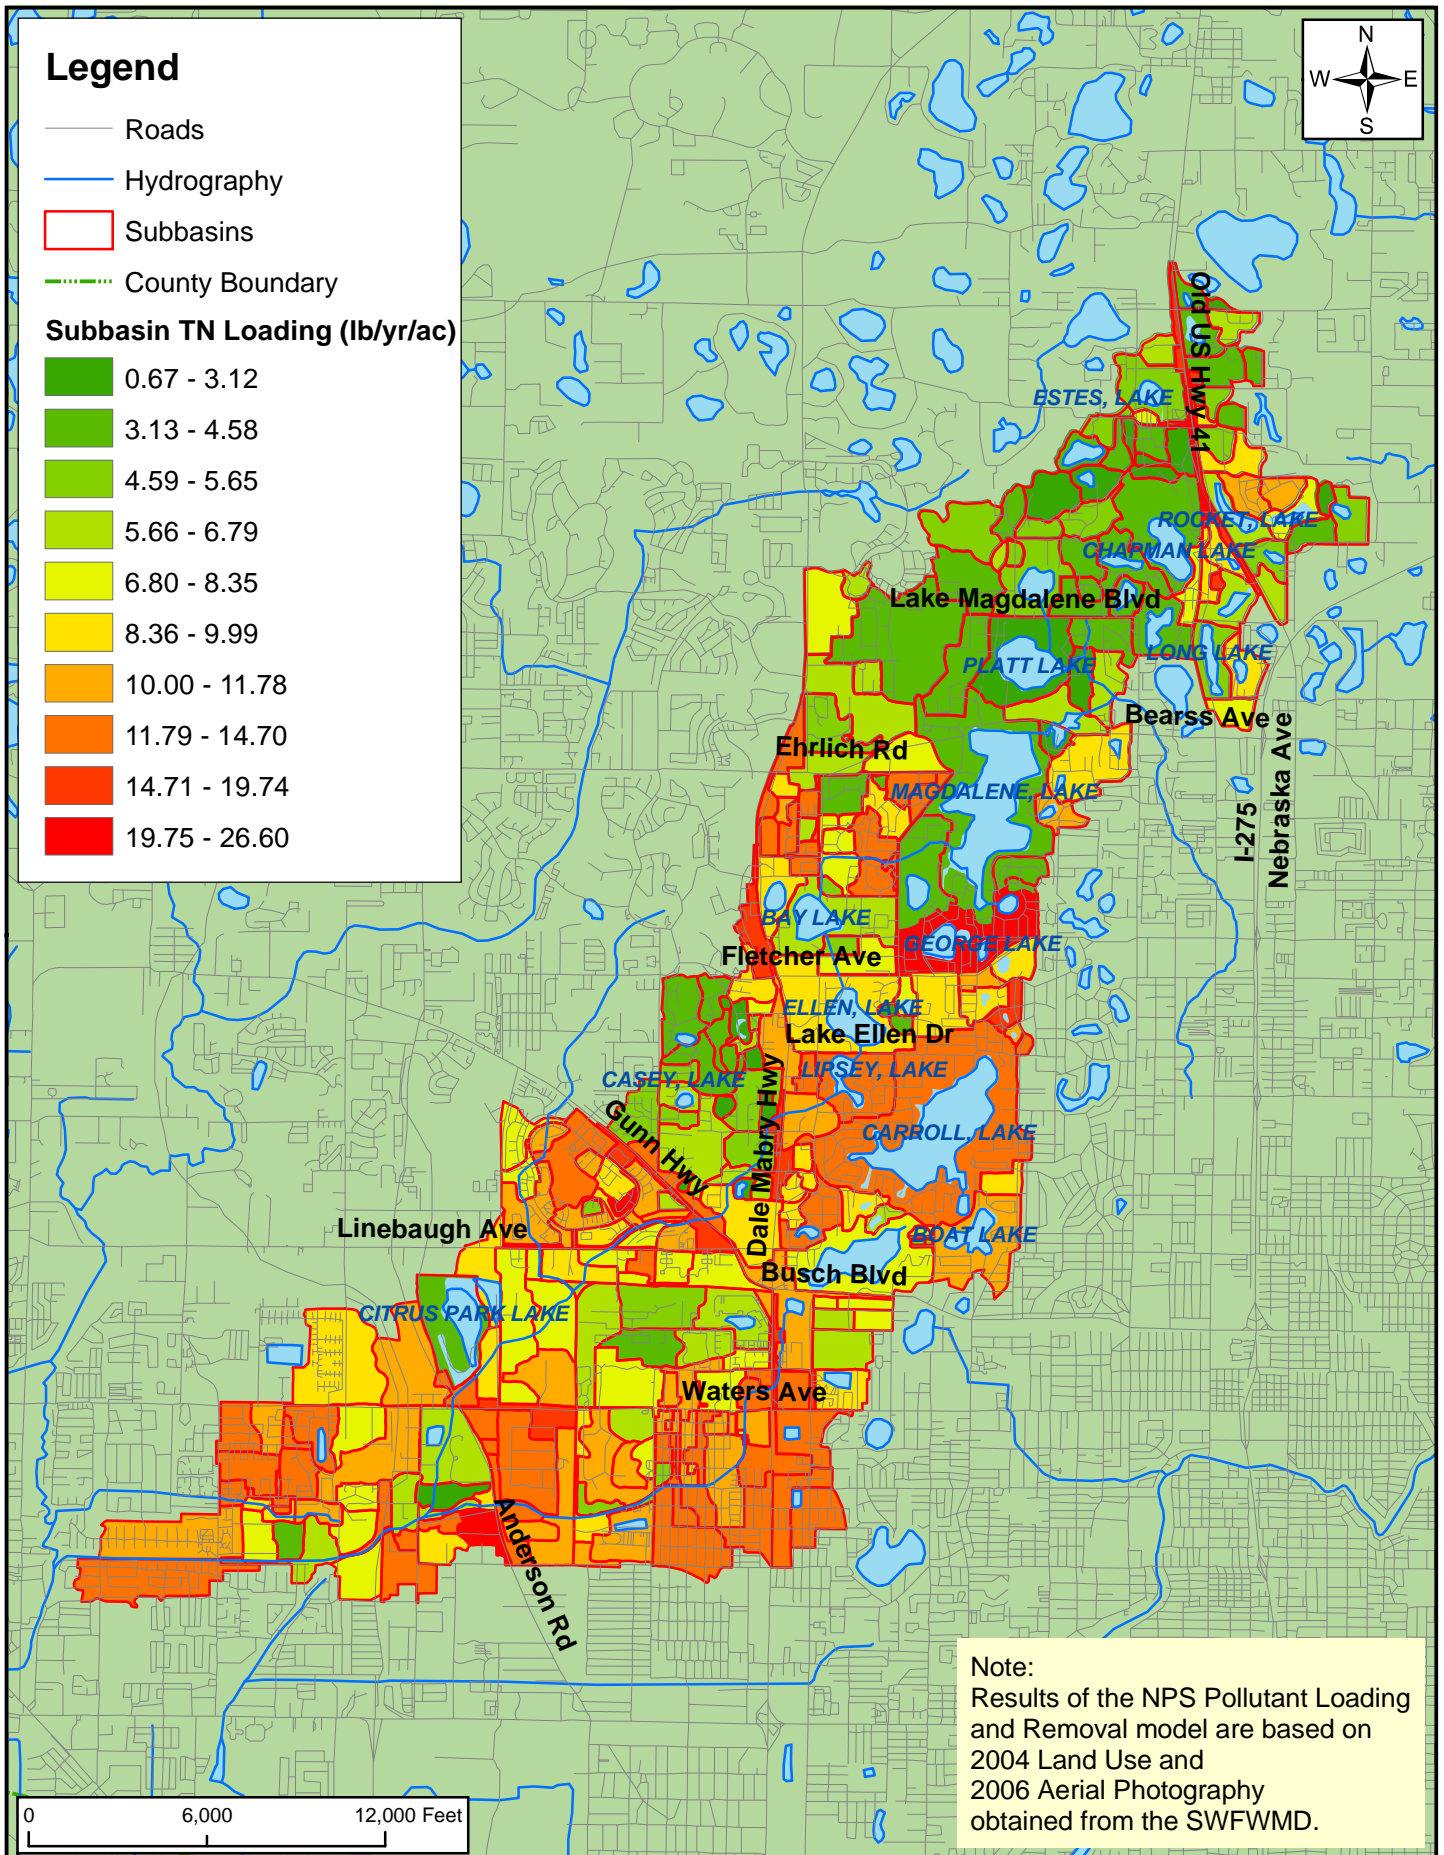 Legend
Roads
Hydrography
Subbasins
County Boundary
Subbasin TN Loading (lb/yr/ac)
0.67 - 3.12
3.13 - 4.58
4.59 - 5.65
5.66 - 6.79
6.80 - 8.35
8.36 - 9.99
10.00 - 11.78
11.79 - 14.70
14.71 - 19.74
19.75 - 26.60
N
W E
S
Old US Hwy 41
ESTES, LAKE
ROCKET, LAKE
CHAPMAN LAKE
Lake Magdalene Blvd
PLATT LAKE
LONG LAKE
Bearss Ave
Ehrlich Rd
MAGDALENE, LAKE
I-275
Nebraska Ave
BAY LAKE
GEORGE LAKE
Fletcher Ave
ELLEN, LAKE
Lake Ellen Dr
LIPSEY, LAKE
CASEY, LAKE
Gunn Hwy
Dale Mabry Hwy
CARROLL, LAKE
Linebaugh Ave
BOAT LAKE
Busch Blvd
CITRUS PARK LAKE
Waters Ave
Anderson Rd
Note:
Results of the NPS Pollutant Loading
and Removal model are based on
2004 Land Use and
2006 Aerial Photography
obtained from the SWFWMD.
0 6,000 12,000 Feet